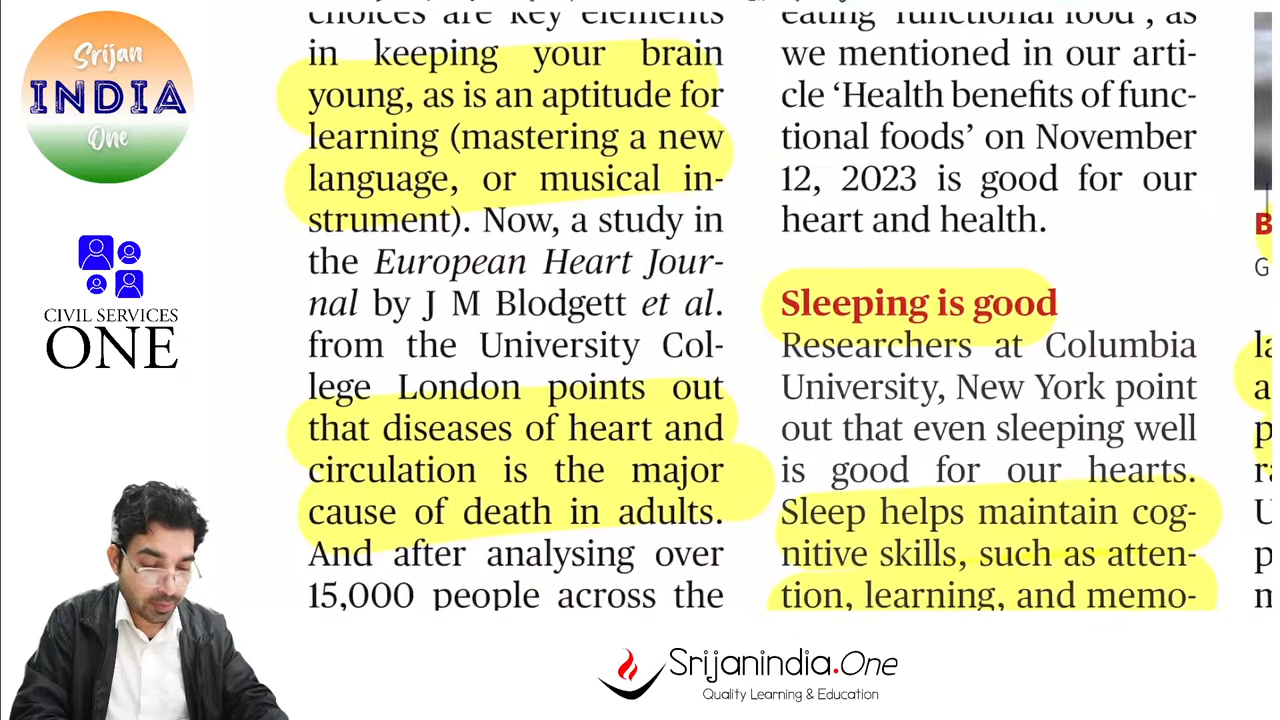 Srijan
INDIA
One
CIVIL SERVICES
ONE
choices are key elements
in keeping your brain
young, as is an aptitude for
learning (mastering a new
language, or musical in-
strument). Now, a study in
the European Heart Jour-
nal by J M Blodgett et al.
from the University Col-
lege London points out
that diseases of heart and
circulation is the major
cause of death in adults.
And after analysing over
15,000 people across the
eating ‘functional food’, as
we mentioned in our arti-
cle ‘Health benefits of func-
tional foods’ on November
12, 2023 is good for our
heart and health.
Sleeping is good
Researchers at Columbia
University, New York point
out that even sleeping well
is good for our hearts.
Sleep helps maintain cog-
nitive skills, such as atten-
tion, learning, and memo-
B
G
la
a
p
ra
U
p
m
Srijanindia.One
Quality Learning & Education